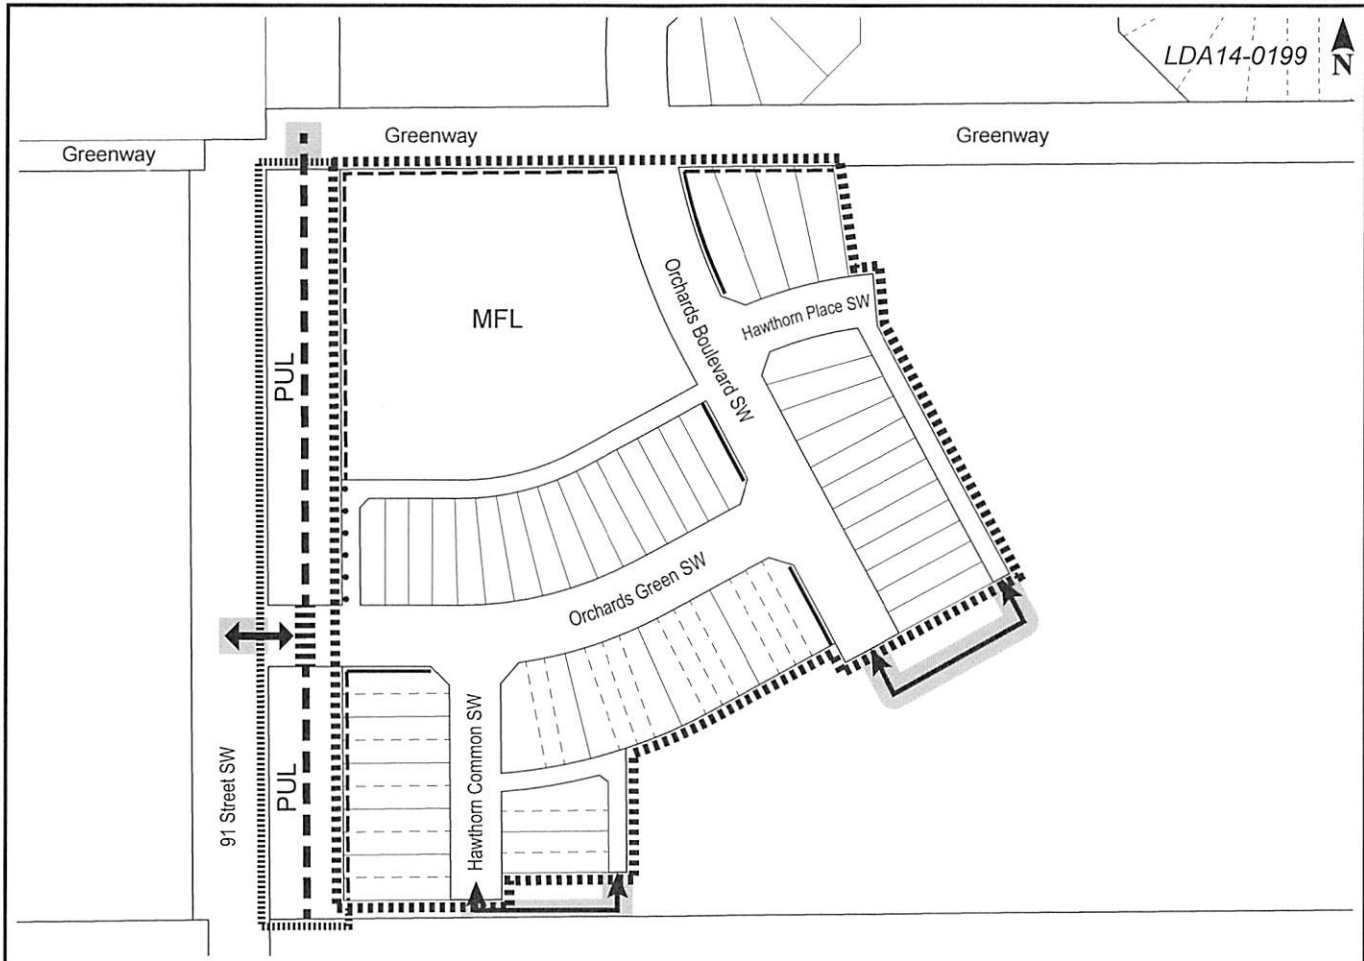 LDA14-0199
N
Greenway
Greenway
Greenway
MFL
PUL
Orchards Boulevard SW
Hawthorn Place SW
Orchards Green SW
Hawthorn Common SW
PUL
91 Street SW